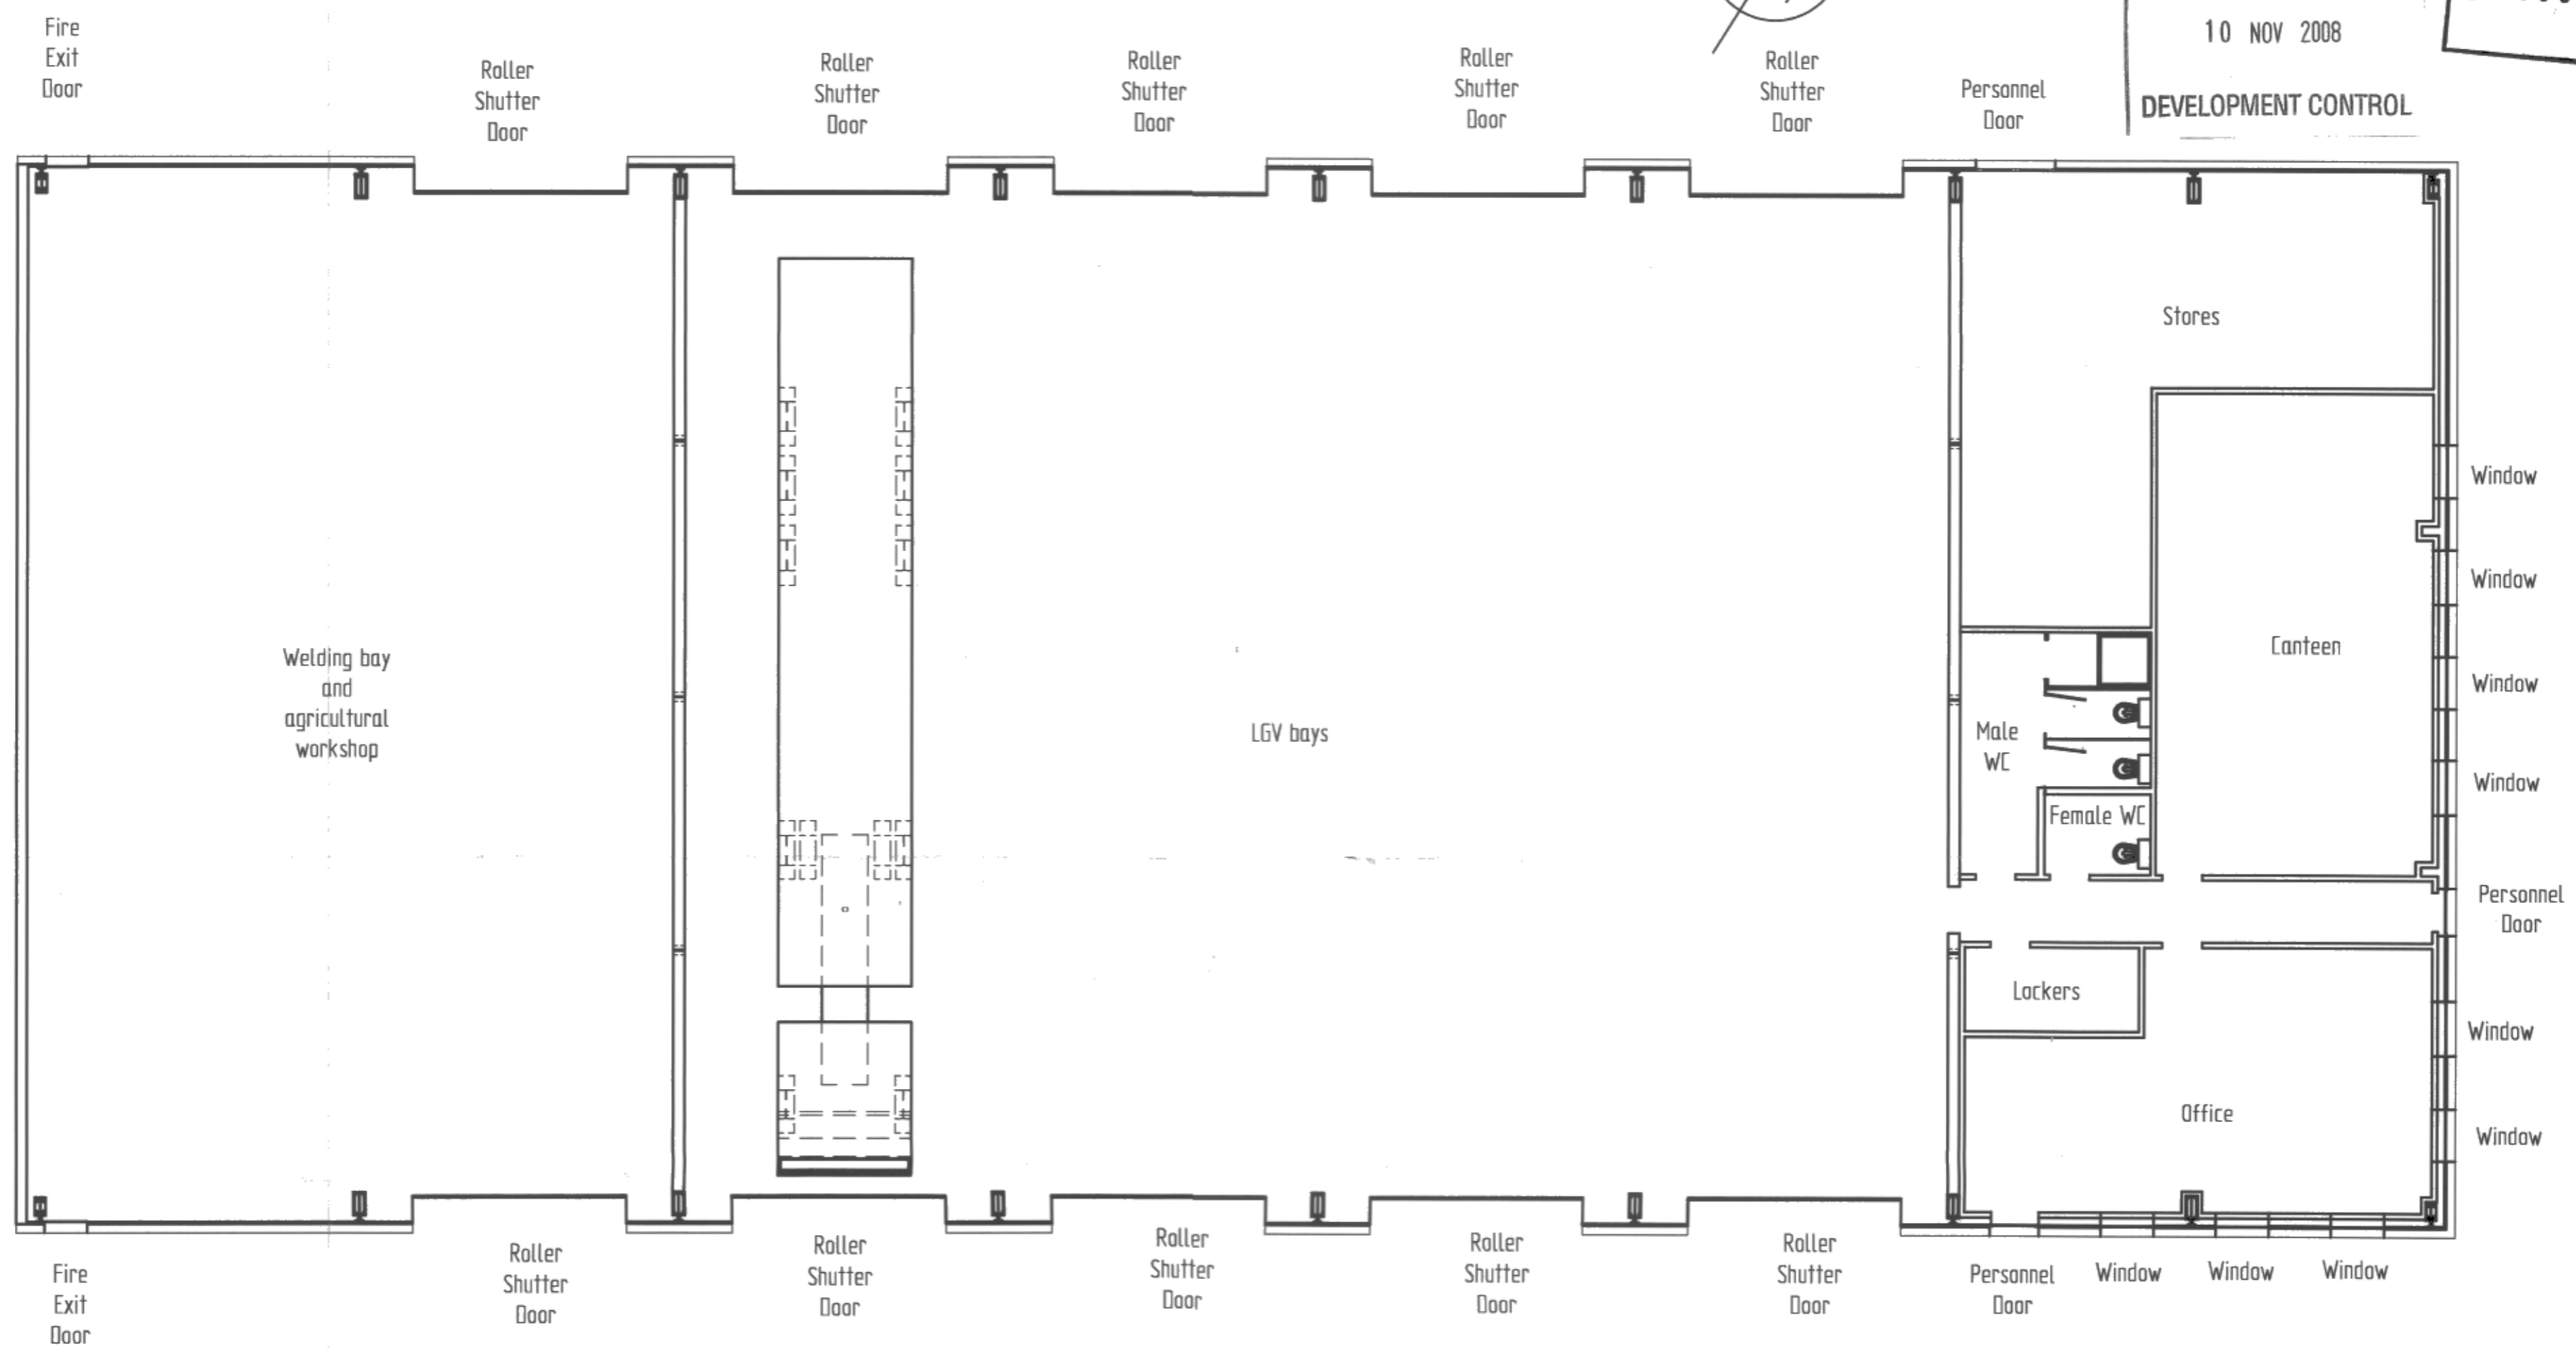 10 NOV 2008
DEVELOPMENT CONTROL
Fire
Exit
Door
Roller
Shutter
Door
Roller
Shutter
Door
Roller
Shutter
Door
Roller
Shutter
Door
Roller
Shutter
Door
Personnel
Door
Stores
Window
Window
Canteen
Window
Window
Welding bay
and
agricultural
workshop
LGV bays
Male
WC
Female WC
Personnel
Door
Lockers
Window
Office
Window
Fire
Exit
Door
Roller
Shutter
Door
Roller
Shutter
Door
Roller
Shutter
Door
Roller
Shutter
Door
Roller
Shutter
Door
Personnel
Door
Window
Window
Window